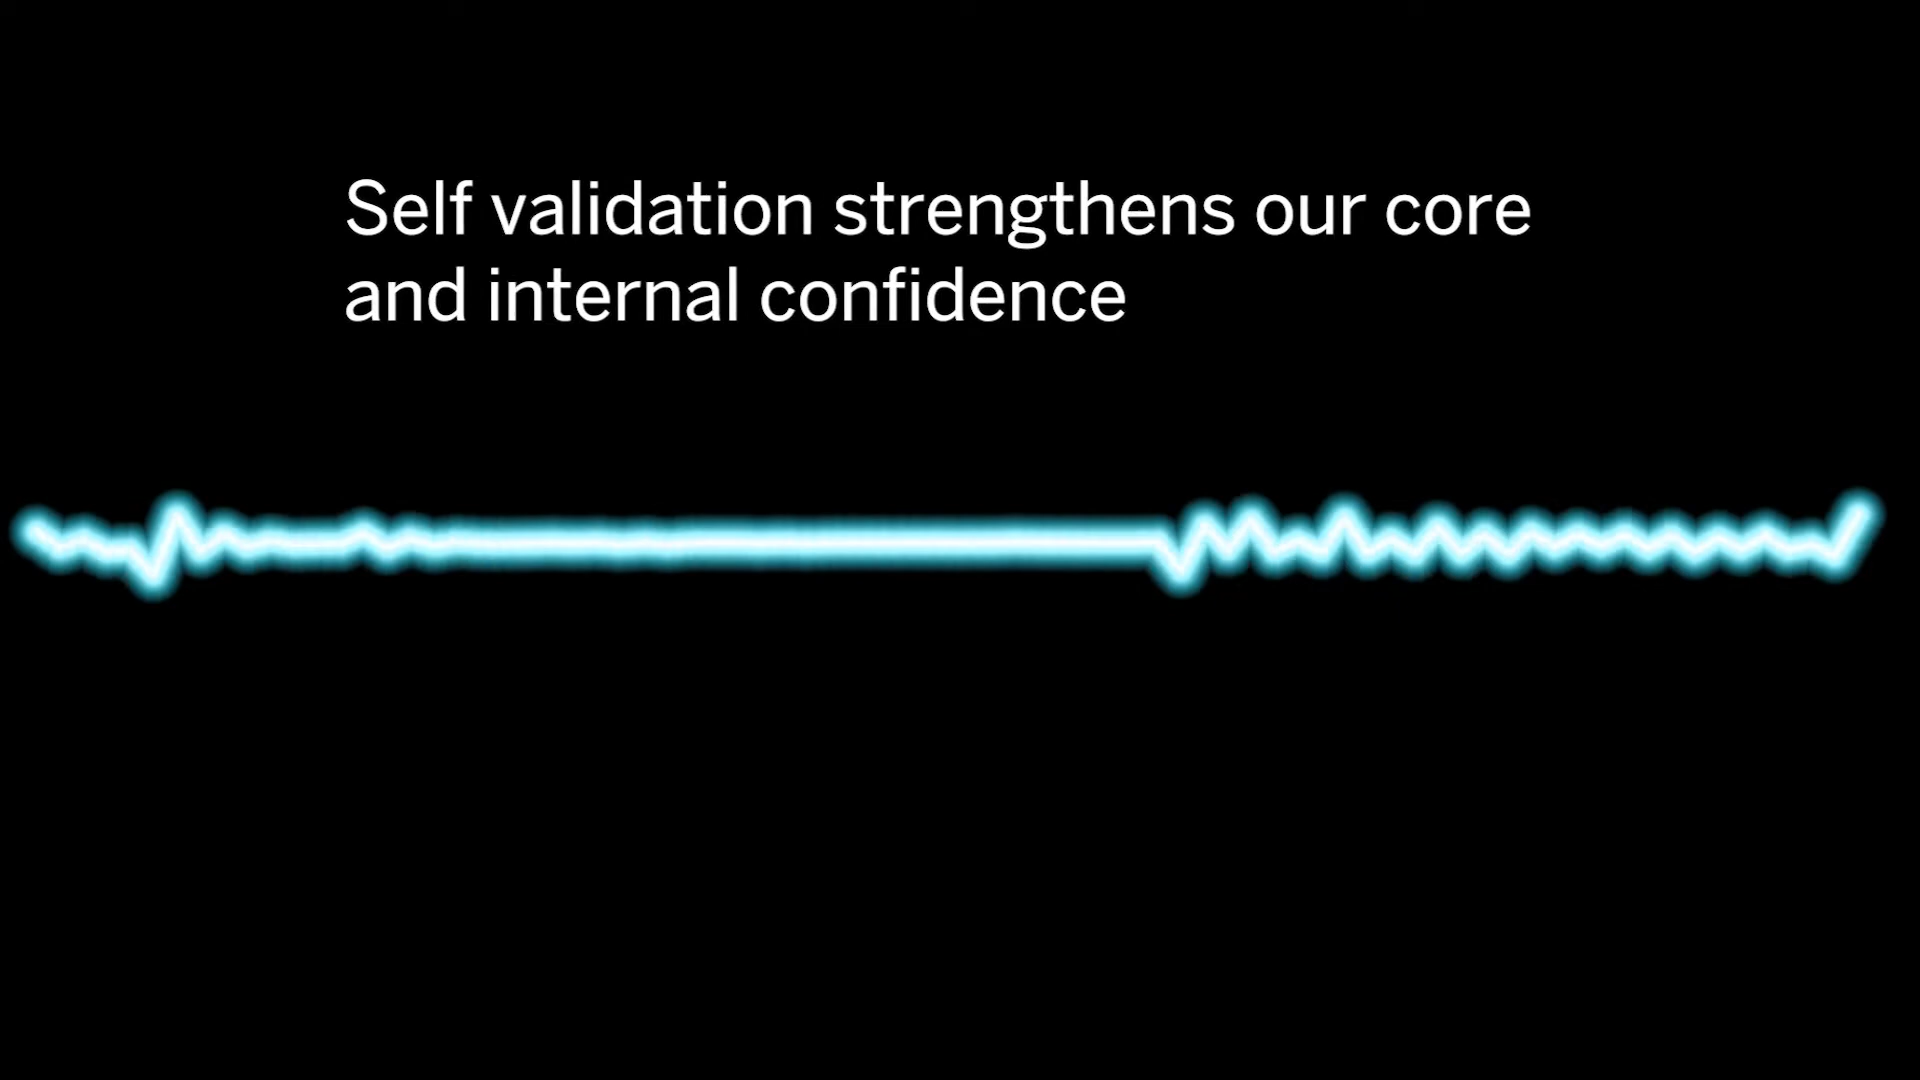 Self validation strengthens our core
and internal confidence